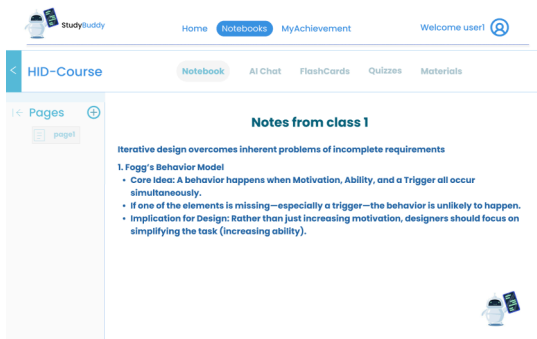 StudyBuddy
Home Notebooks MyAchievement Welcome user1
< HID-Course
Notebook AI Chat FlashCards Quizzes Materials
Pages
page1
Notes from class 1
Iterative design overcomes inherent problems of incomplete requirements
1. Fogg's Behavior Model
• Core Idea: A behavior happens when Motivation, Ability, and a Trigger all occur
simultaneously.
• If one of the elements is missing—especially a trigger—the behavior is unlikely to happen.
• Implication for Design: Rather than just increasing motivation, designers should focus on
simplifying the task (increasing ability).